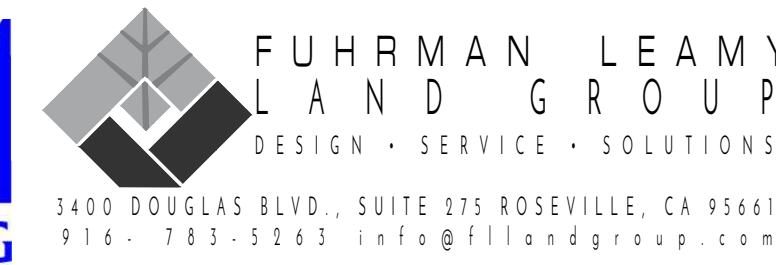 FUHRMAN LEAMY
LAND GROUP
DESIGN • SERVICE • SOLUTIONS
3400 DOUGLAS BLVD., SUITE 275 ROSEVILLE, CA 95661
916- 783-5263 info@fllandgroup.com
G